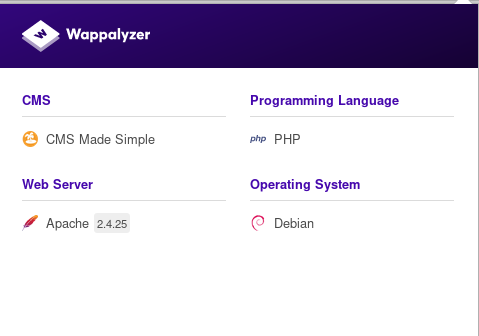 Wappalyzer
CMS
CMS Made Simple
Programming Language
php PHP
Web Server
Apache 2.4.25
Operating System
Debian